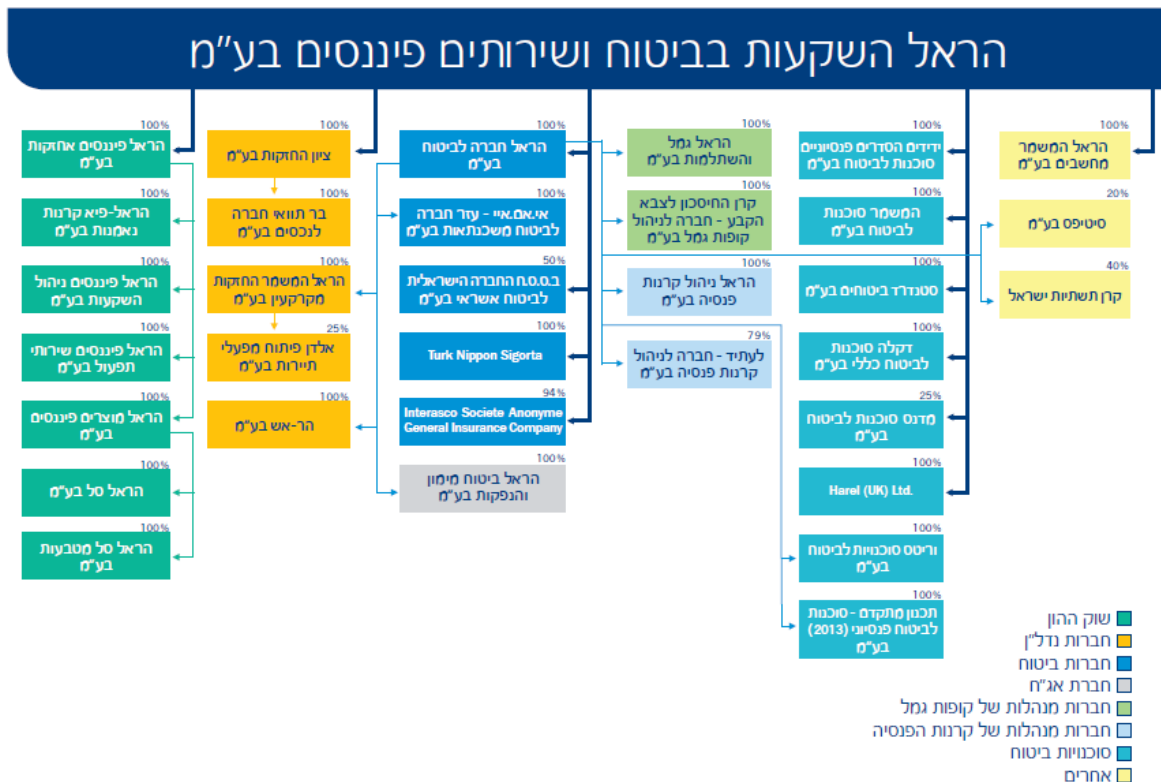 הראל השקעות בביטוח ושירותים פיננסים בע״מ
100%
הראל המשמר
מחשבים בע״מ
20%
סיטיפס בע״מ
40%
קרן תשתיות ישראל
100%
ידידים הסדרים פנסיוניים
סוכנות לביטוח בע״מ
100%
המשמר סוכנות
לביטוח בע״מ
100%
סטנדרד ביטוחים בע״מ
100%
דקלה סוכנות
לביטוח כללי בע״מ
25%
מדנס סוכנות לביטוח
בע״מ
100%
Harel (UK) Ltd.
100%
וריטס סוכנויות לביטוח
בע״מ
100%
תכנון מתקדם - סוכנות
לביטוח פנסיוני (2013)
בע״מ
100%
הראל גמל
והשתלמות בע״מ
100%
קרן החיסכון לצבא
הקבע - חברה לניהול
קופות גמל בע״מ
100%
הראל ניהול קרנות
פנסיה בע״מ
79%
לעתיד - חברה לניהול
קרנות פנסיה בע״מ
100%
הראל חברה לביטוח
בע״מ
100%
אי.אמ.איי - עזר חברה
לביטוח משכנתאות בע״מ
50%
ב.ס.ס.ח החברה הישראלית
לביטוח אשראי בע״מ
100%
Turk Nippon Sigorta
94%
Interasco Societe Anonyme
General Insurance Company
100%
הראל ביטוח מימון
והנפקות בע״מ
100%
ציון החזקות בע״מ
100%
בר תוואי חברה
לנכסים בע״מ
100%
הראל המשמר החזקות
מקרקעין בע״מ
25%
אלדן פיתוח מפעלי
תיירות בע״מ
100%
הר-אש בע״מ
100%
הראל פיננסים אחזקות
בע״מ
100%
הראל-פיא קרנות
נאמנות בע״מ
100%
הראל פיננסים ניהול
השקעות בע״מ
100%
הראל פיננסים שירותי
תפעול בע״מ
100%
הראל מוצרים פיננסים
בע״מ
100%
הראל סל בע״מ
100%
הראל סל מטבעות
בע״מ
שוק ההון
חברות נדל״ן
חברות ביטוח
חברת אג״ח
חברות מנהלות של קופות גמל
חברות מנהלות של קרנות הפנסיה
סוכנויות ביטוח
אחרים